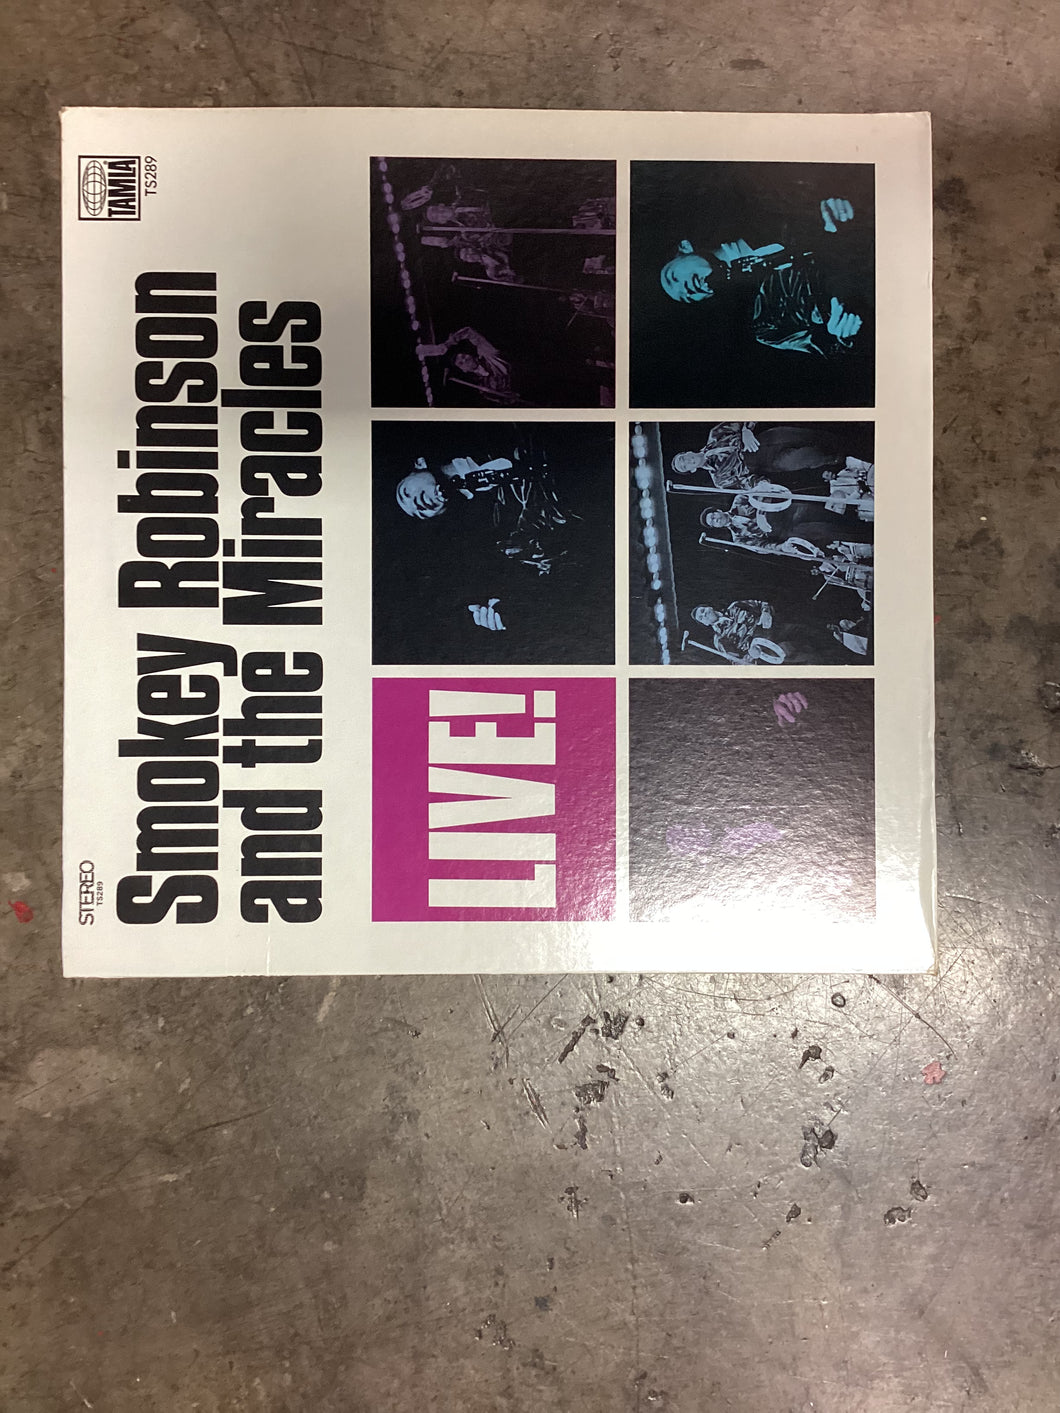 STEREO
TS289
TAMLA®
TS289
Smokey Robinson
and the Miracles
LIVE!